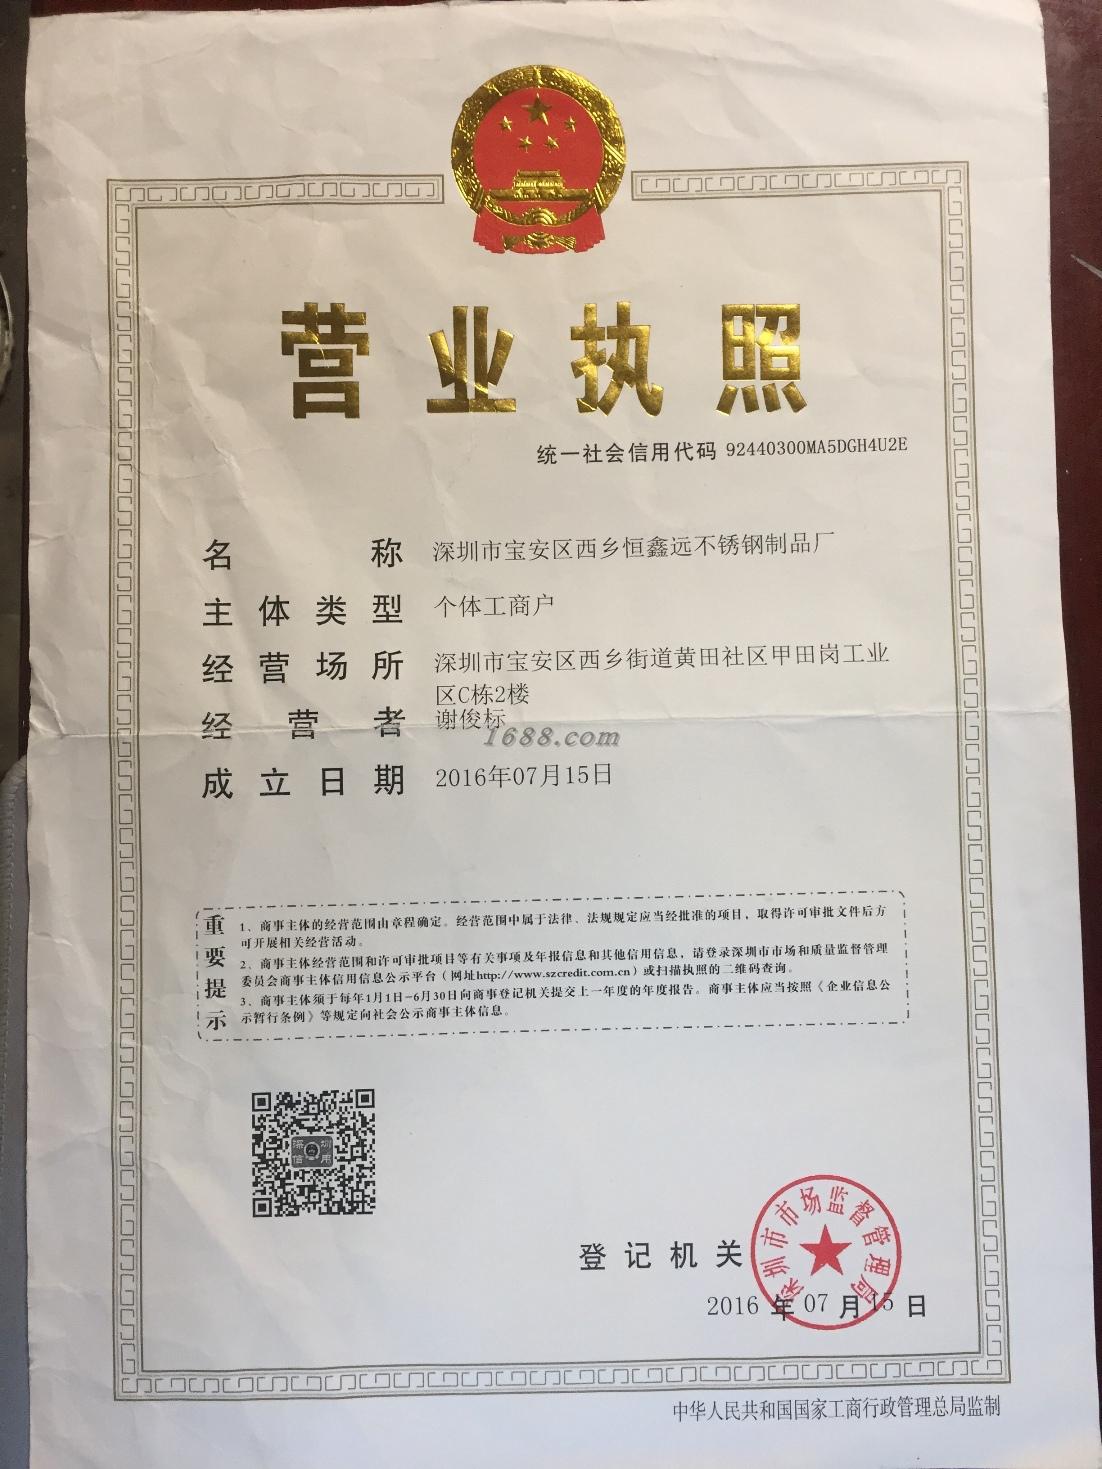 营业执照
统一社会信用代码 92440300MA5DGH4U2E
名称 深圳市宝安区西乡恒鑫远不锈钢制品厂
主体类型 个体工商户
经营场所 深圳市宝安区西乡街道黄田社区甲田岗工业
区C栋2楼
经营者 谢俊标
1688.com
成立日期 2016年07月15日
重要提示
1、商事主体的经营范围由章程确定。经营范围中属于法律、法规规定应当经批准的项目，取得许可审批文件后方
可开展相关经营活动。
2、商事主体经营范围和许可审批项目等有关事项及年报信息和其他信用信息，请登录深圳市市场和质量监督管理
委员会商事主体信用信息公示平台（网址http://www.szcredit.com.cn）或扫描执照的二维码查询。
3、商事主体须于每年1月1日-6月30日向商事登记机关提交上一年度的年度报告。商事主体应当按照《企业信息公
示暂行条例》等规定向社会公示商事主体信息。
深圳
信用
登记机关
深圳市市场监督管理局
2016年07月15日
中华人民共和国国家工商行政管理总局监制